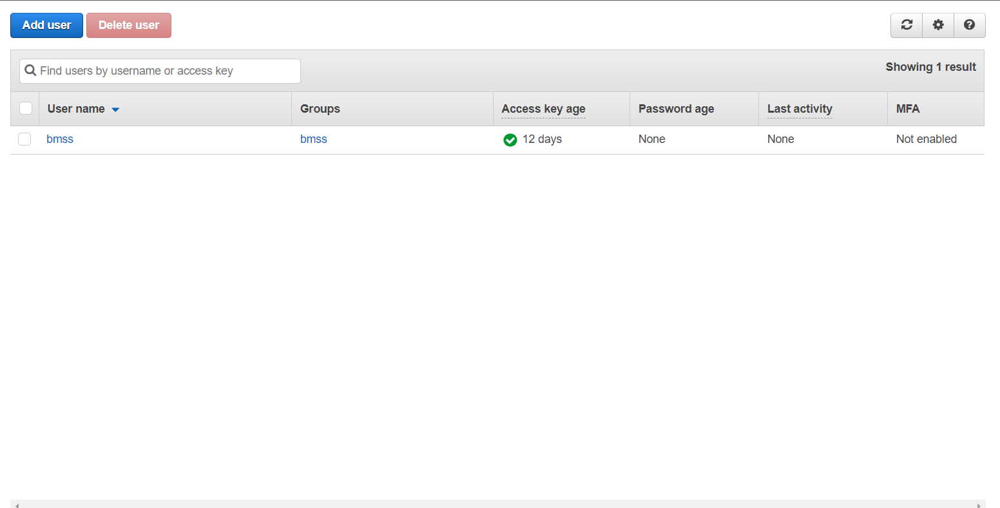 Add user Delete user
Find users by username or access key Showing 1 result
User name Groups Access key age Password age Last activity MFA
bmss bmss 12 days None None Not enabled